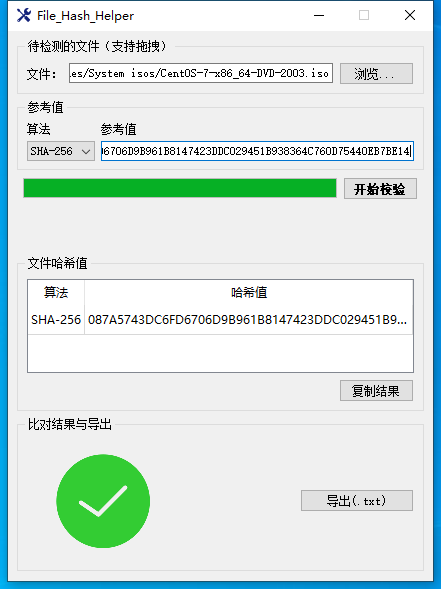 File_Hash_Helper
待检测的文件（支持拖拽）
文件： .es/System isos/CentOS-7-x86_64-DVD-2003.iso 浏览...
参考值
算法 参考值
SHA-256 06706D9B961B8147423DDC029451B938364C760D75440EB7BE14
开始校验
文件哈希值
算法 哈希值
SHA-256 087A5743DC6FD6706D9B961B8147423DDC029451B9...
复制结果
比对结果与导出
导出(.txt)